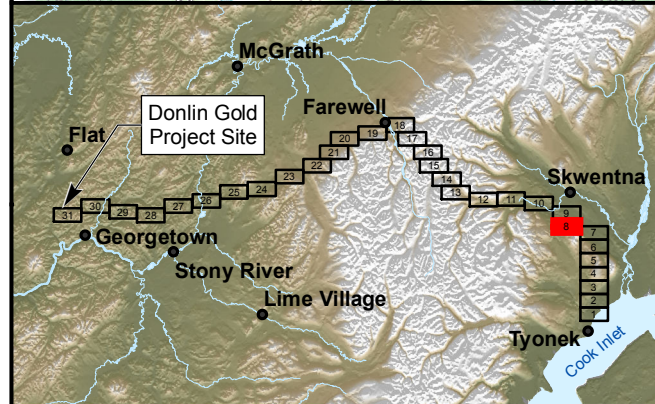 McGrath
Donlin Gold
Project Site
Farewell
Flat
18
19
17
20
16
21
15
22
14
23
13
24
12
25
11
26
10
27
9
28
8
29
7
30
6
31
5
4
3
2
1
Skwentna
Georgetown
Stony River
Lime Village
Tyonek
Cook Inlet